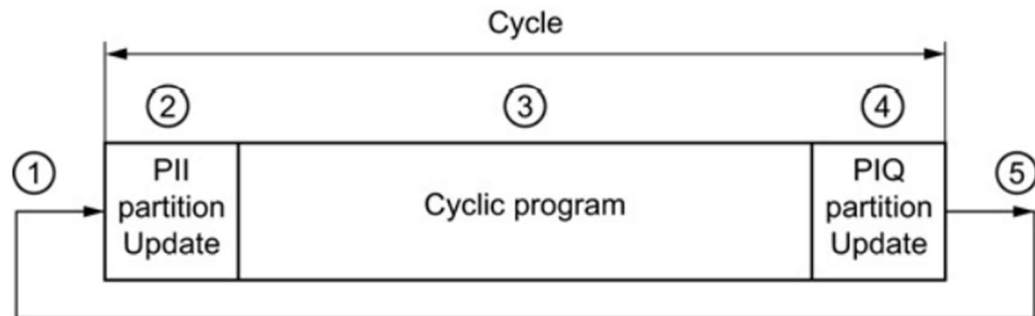 Cycle
②
③
④
①
PII
partition
Update
Cyclic program
PIQ
partition
Update
⑤